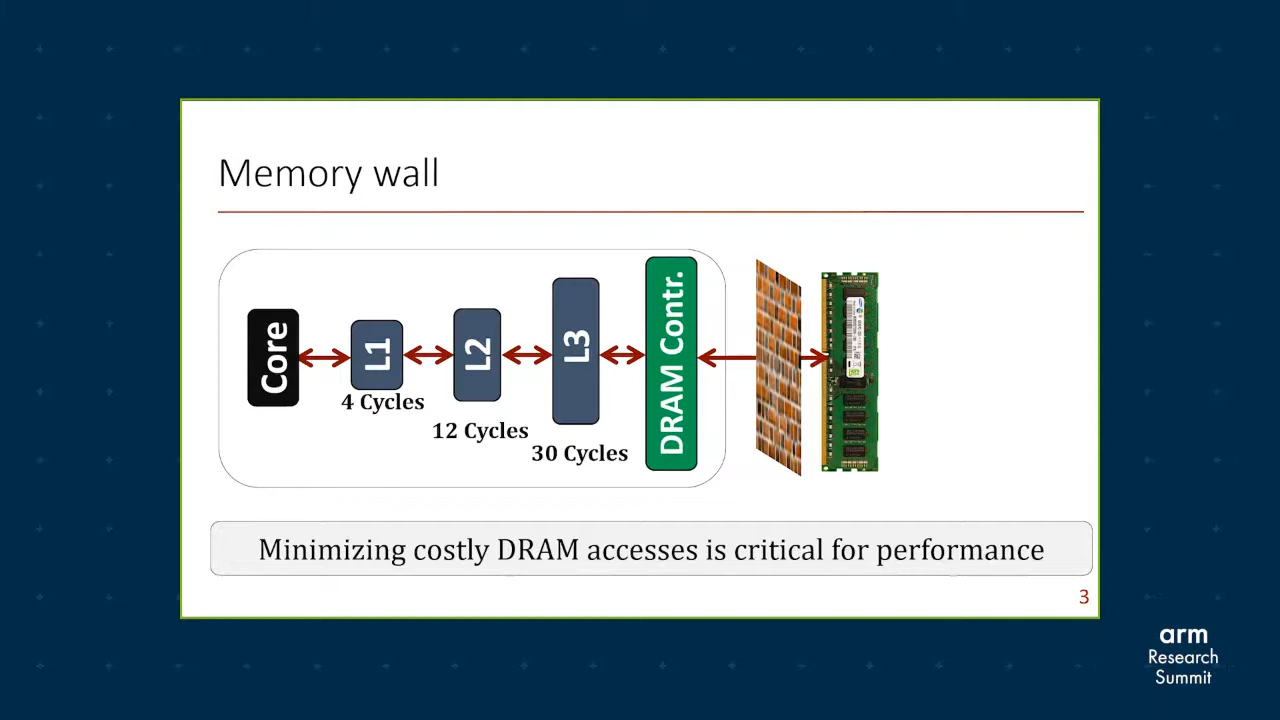 Memory wall
Core
L1
L2
L3
DRAM Contr.
4 Cycles
12 Cycles
30 Cycles
Minimizing costly DRAM accesses is critical for performance
3
arm
Research
Summit